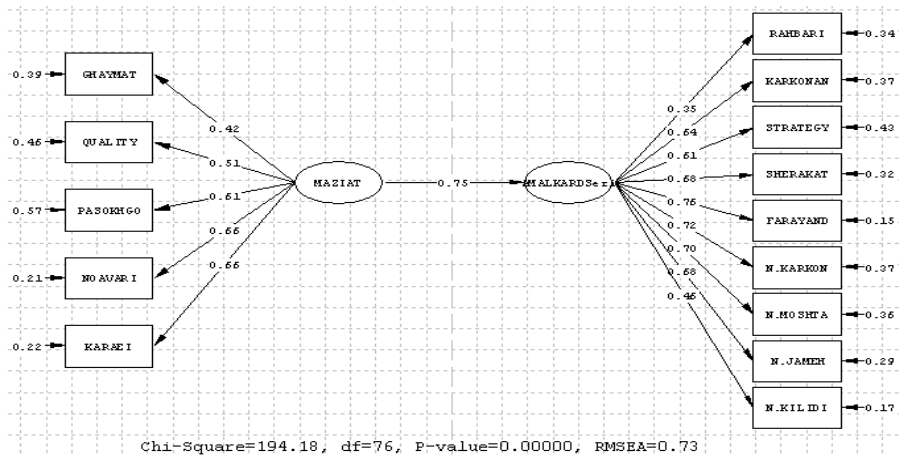 0.39 GHAYMAT
0.46 QUALITY
0.57 PASOKHGO
0.21 NOAVARI
0.22 KARAEI
0.42
0.51
0.61
0.66
0.66
MAZIAT
0.75
MALKARDSer
0.35
0.64
0.61
0.68
0.76
0.72
0.70
0.68
0.46
RAHBARI 0.34
KARKONAN 0.37
STRATEGY 0.43
SHERAKAT 0.32
FARAYAND 0.15
N.KARKON 0.37
N.MOSHTA 0.36
N.JAMEH 0.29
N.KILIDI 0.17
Chi-Square=194.18, df=76, P-value=0.00000, RMSEA=0.73